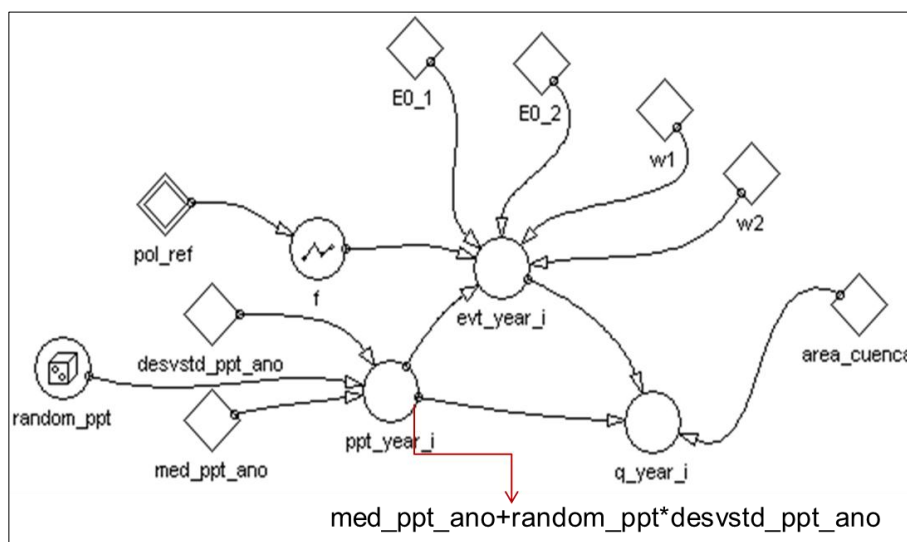 E0_1
E0_2
w1
w2
pol_ref
f
evt_year_i
area_cuenca
desvstd_ppt_ano
random_ppt
ppt_year_i
med_ppt_ano
q_year_i
med_ppt_ano+random_ppt*desvstd_ppt_ano